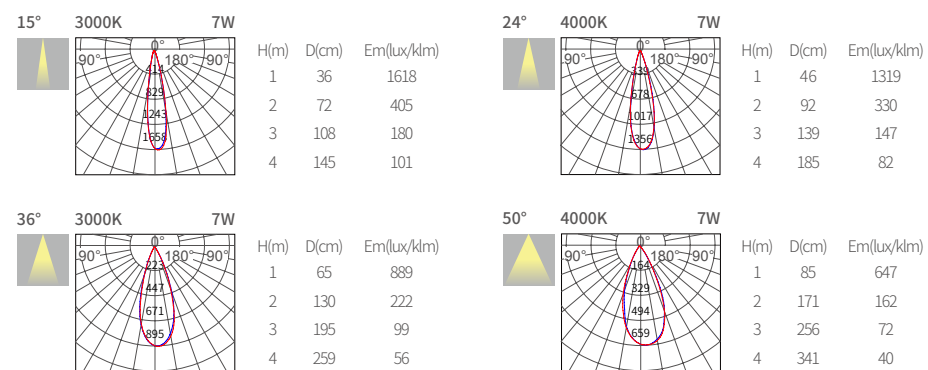 15° 3000K 7W
0°
90° 180° 90°
414
829
1243
1658
H(m) D(cm) Em(lux/klm)
1 36 1618
2 72 405
3 108 180
4 145 101
24° 4000K 7W
0°
90° 180° 90°
339
678
1017
1356
H(m) D(cm) Em(lux/klm)
1 46 1319
2 92 330
3 139 147
4 185 82
36° 3000K 7W
0°
90° 180° 90°
223
447
671
895
H(m) D(cm) Em(lux/klm)
1 65 889
2 130 222
3 195 99
4 259 56
50° 4000K 7W
0°
90° 180° 90°
164
329
494
659
H(m) D(cm) Em(lux/klm)
1 85 647
2 171 162
3 256 72
4 341 40